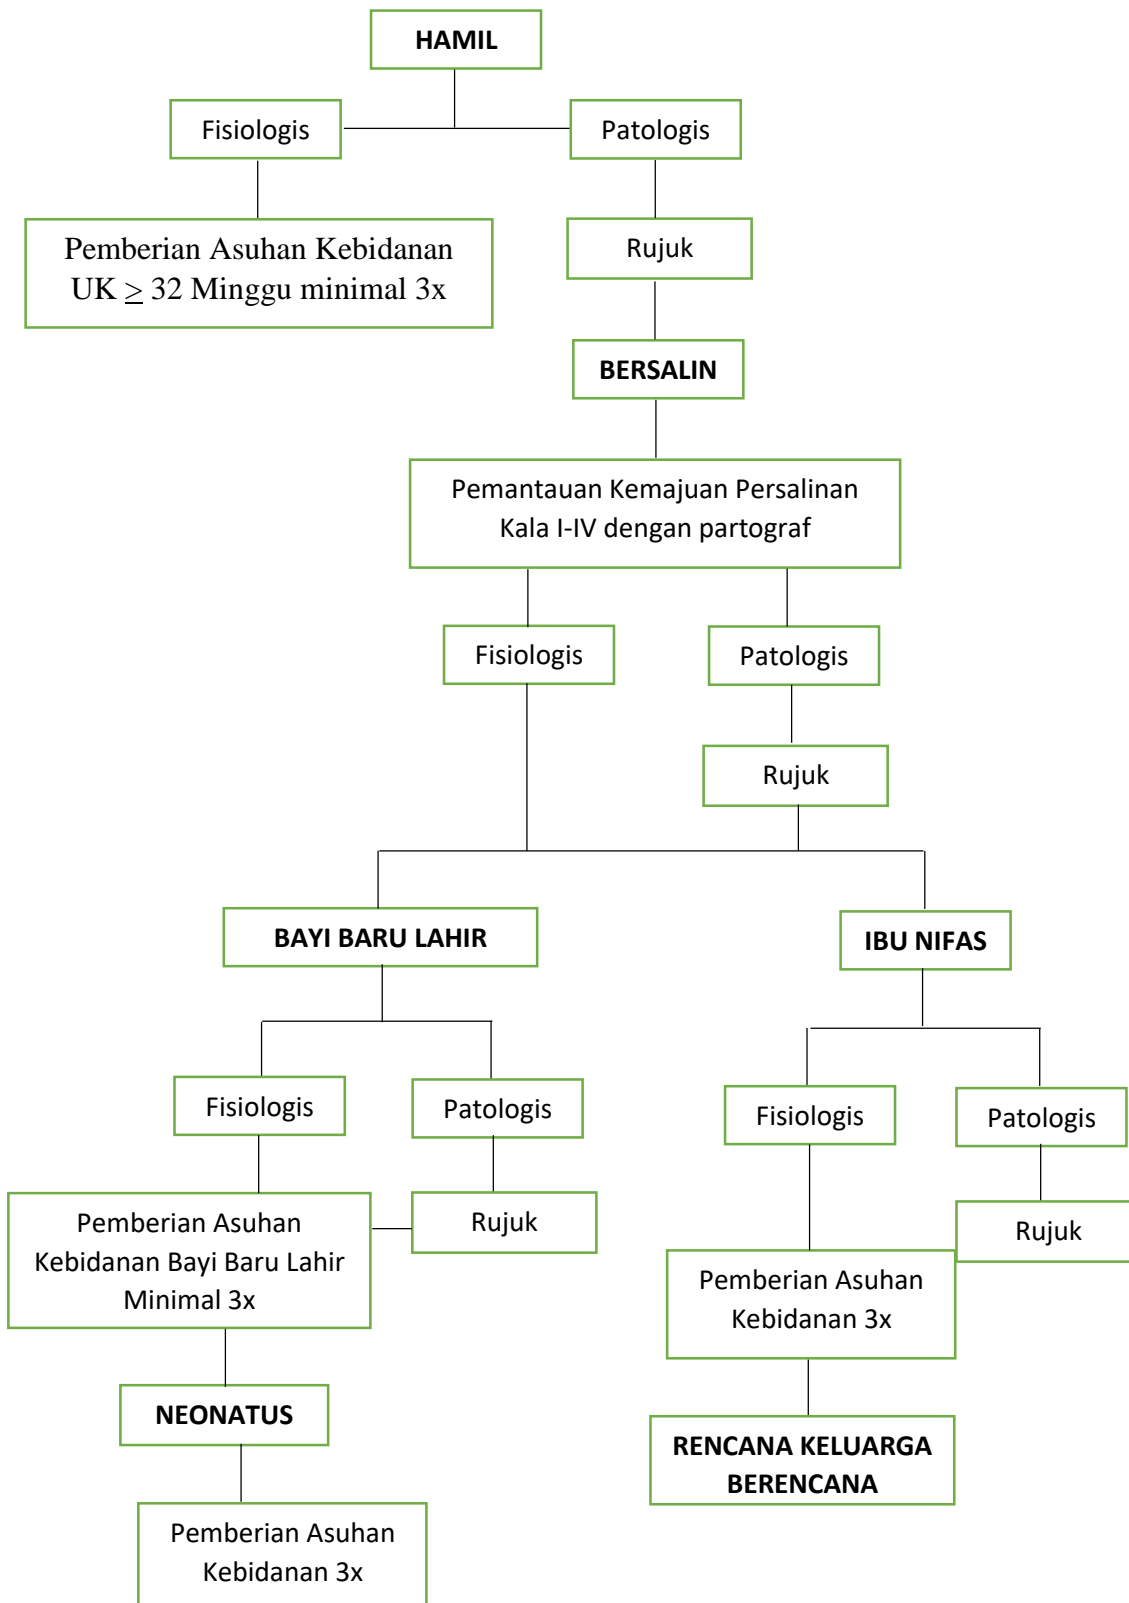 HAMIL
Fisiologis
Patologis
Pemberian Asuhan Kebidanan
UK ≥ 32 Minggu minimal 3x
Rujuk
BERSALIN
Pemantauan Kemajuan Persalinan
Kala I-IV dengan partograf
Fisiologis
Patologis
Rujuk
BAYI BARU LAHIR
IBU NIFAS
Fisiologis
Patologis
Fisiologis
Patologis
Pemberian Asuhan
Kebidanan Bayi Baru Lahir
Minimal 3x
Rujuk
Rujuk
Pemberian Asuhan
Kebidanan 3x
NEONATUS
RENCANA KELUARGA
BERENCANA
Pemberian Asuhan
Kebidanan 3x